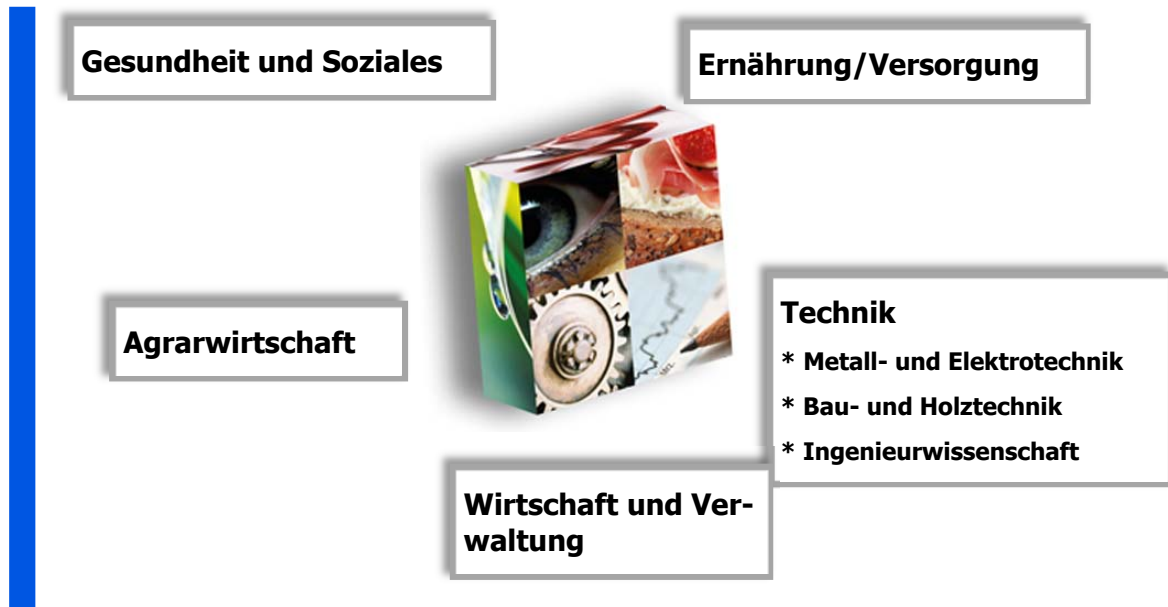 Gesundheit und Soziales
Ernährung/Versorgung
Agrarwirtschaft
Technik
* Metall- und Elektrotechnik
* Bau- und Holztechnik
* Ingenieurwissenschaft
Wirtschaft und Ver-
waltung